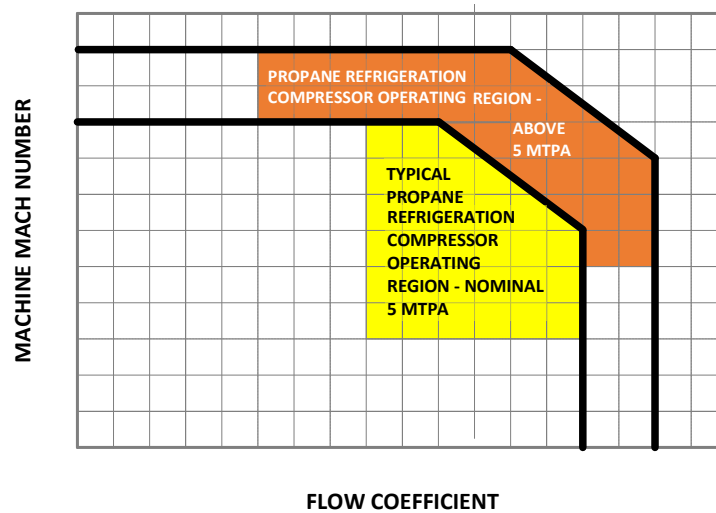 MACHINE MACH NUMBER
PROPANE REFRIGERATION
COMPRESSOR OPERATING REGION -
ABOVE
5 MTPA
TYPICAL
PROPANE
REFRIGERATION
COMPRESSOR
OPERATING
REGION - NOMINAL
5 MTPA
FLOW COEFFICIENT